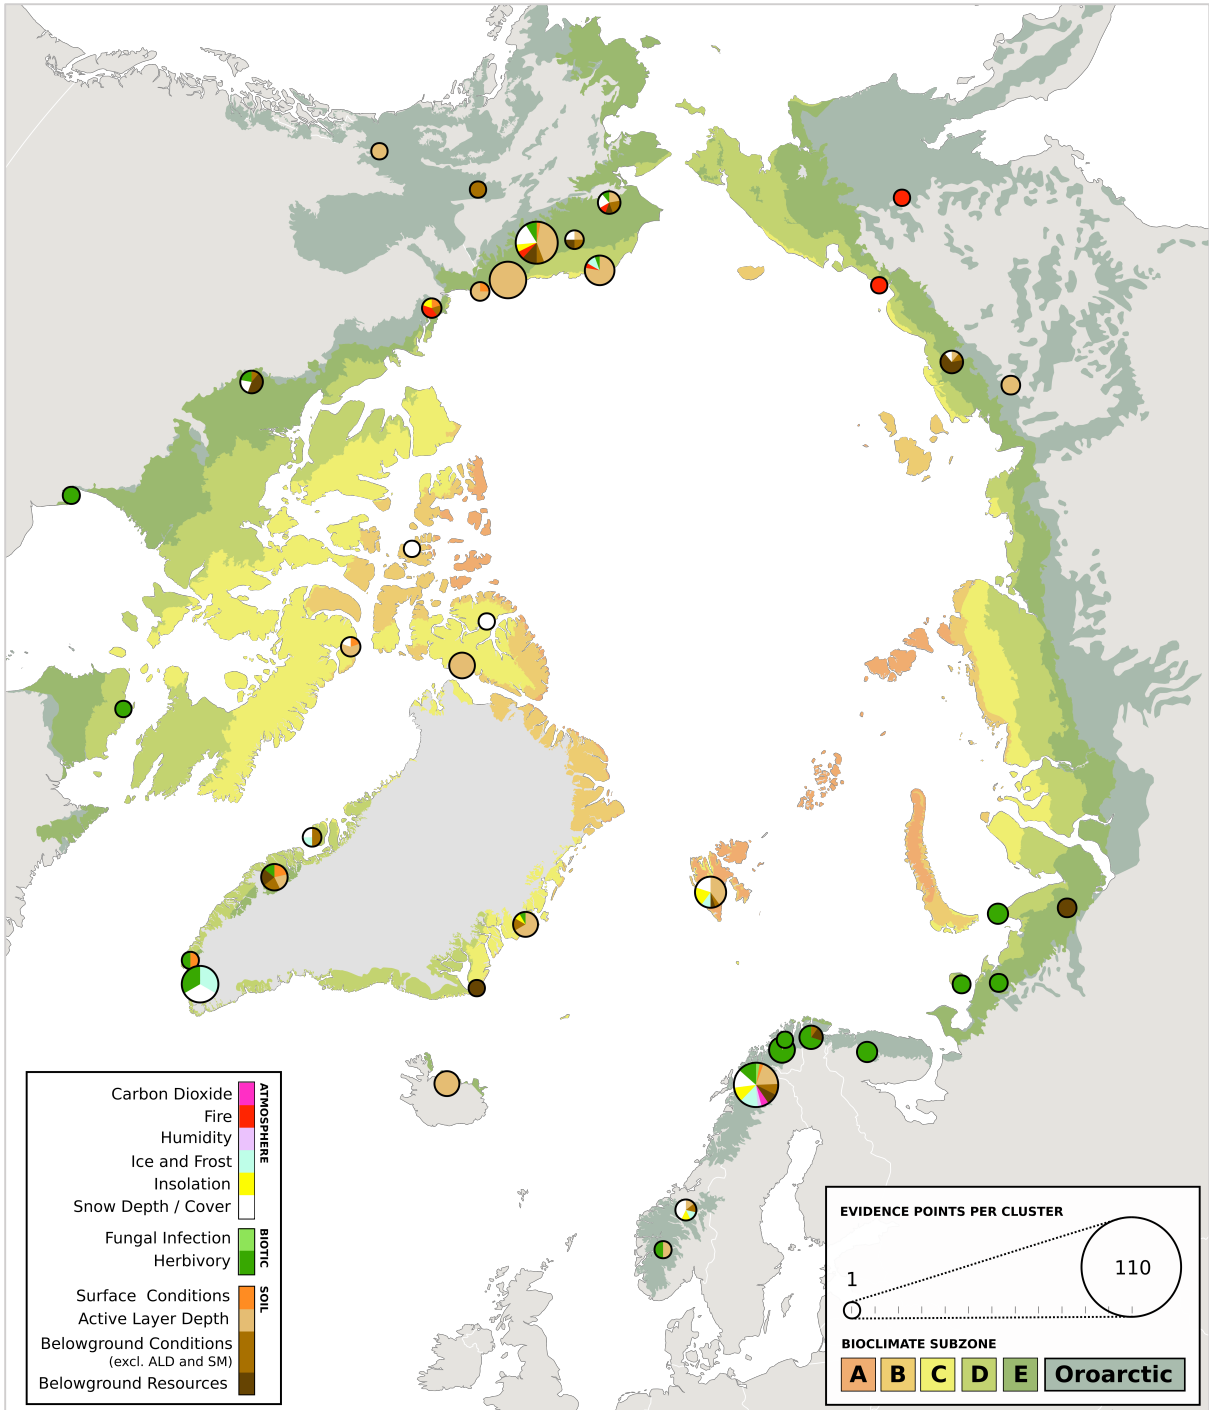 Carbon Dioxide
Fire
Humidity
Ice and Frost
Insolation
Snow Depth / Cover
ATMOSPHERE
Fungal Infection
Herbivory
BIOTIC
Surface Conditions
Active Layer Depth
Belowground Conditions
(excl. ALD and SM)
Belowground Resources
SOIL
EVIDENCE POINTS PER CLUSTER
1
110
BIOCLIMATE SUBZONE
A B C D E Oroarctic